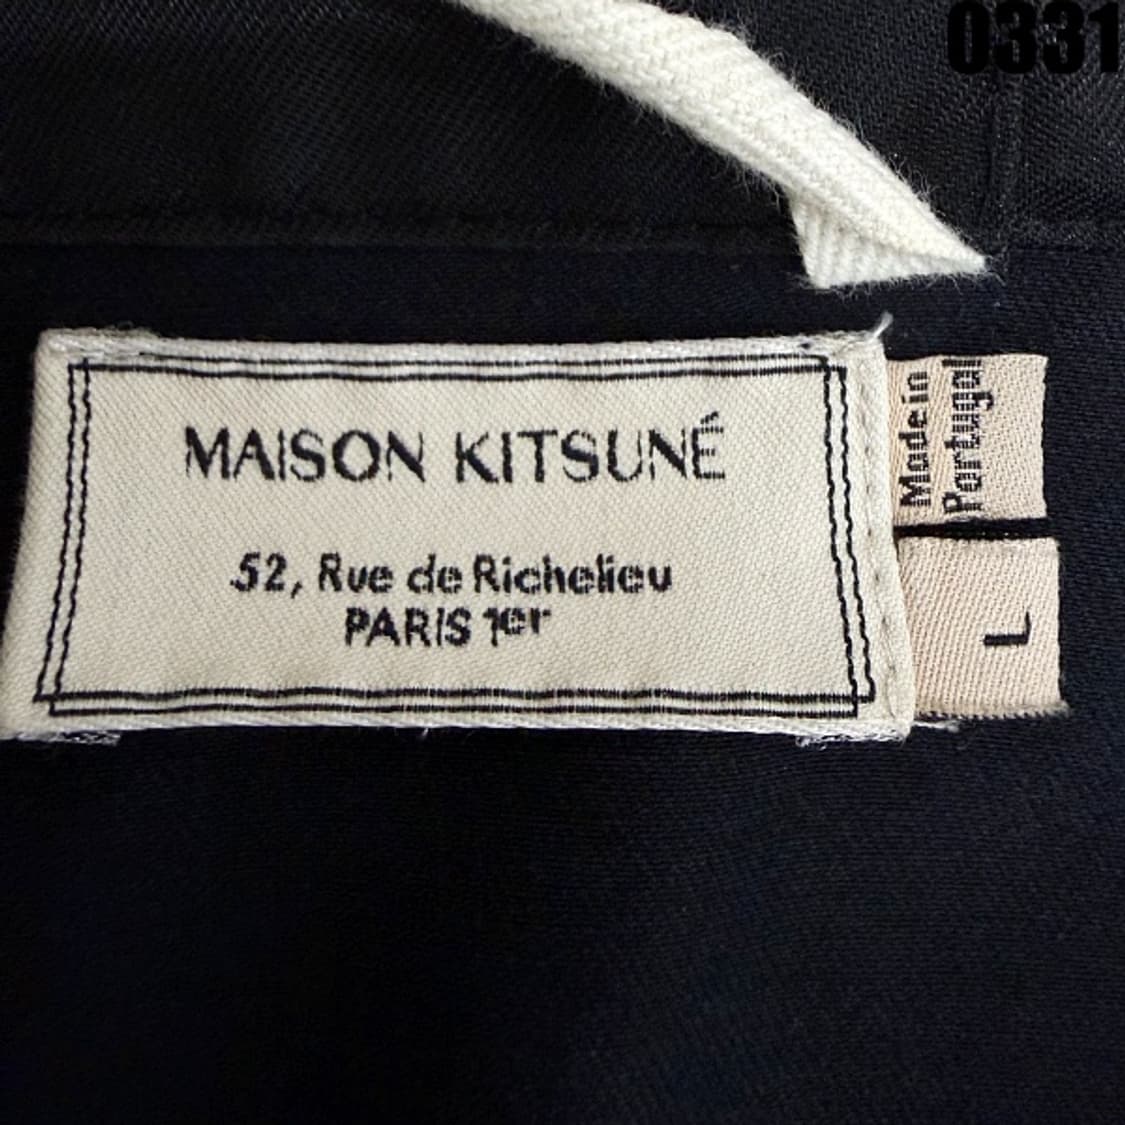 0331
MAISON KITSUNÉ
52, Rue de Richelieu
PARIS 1er
Made in
Portugal
L